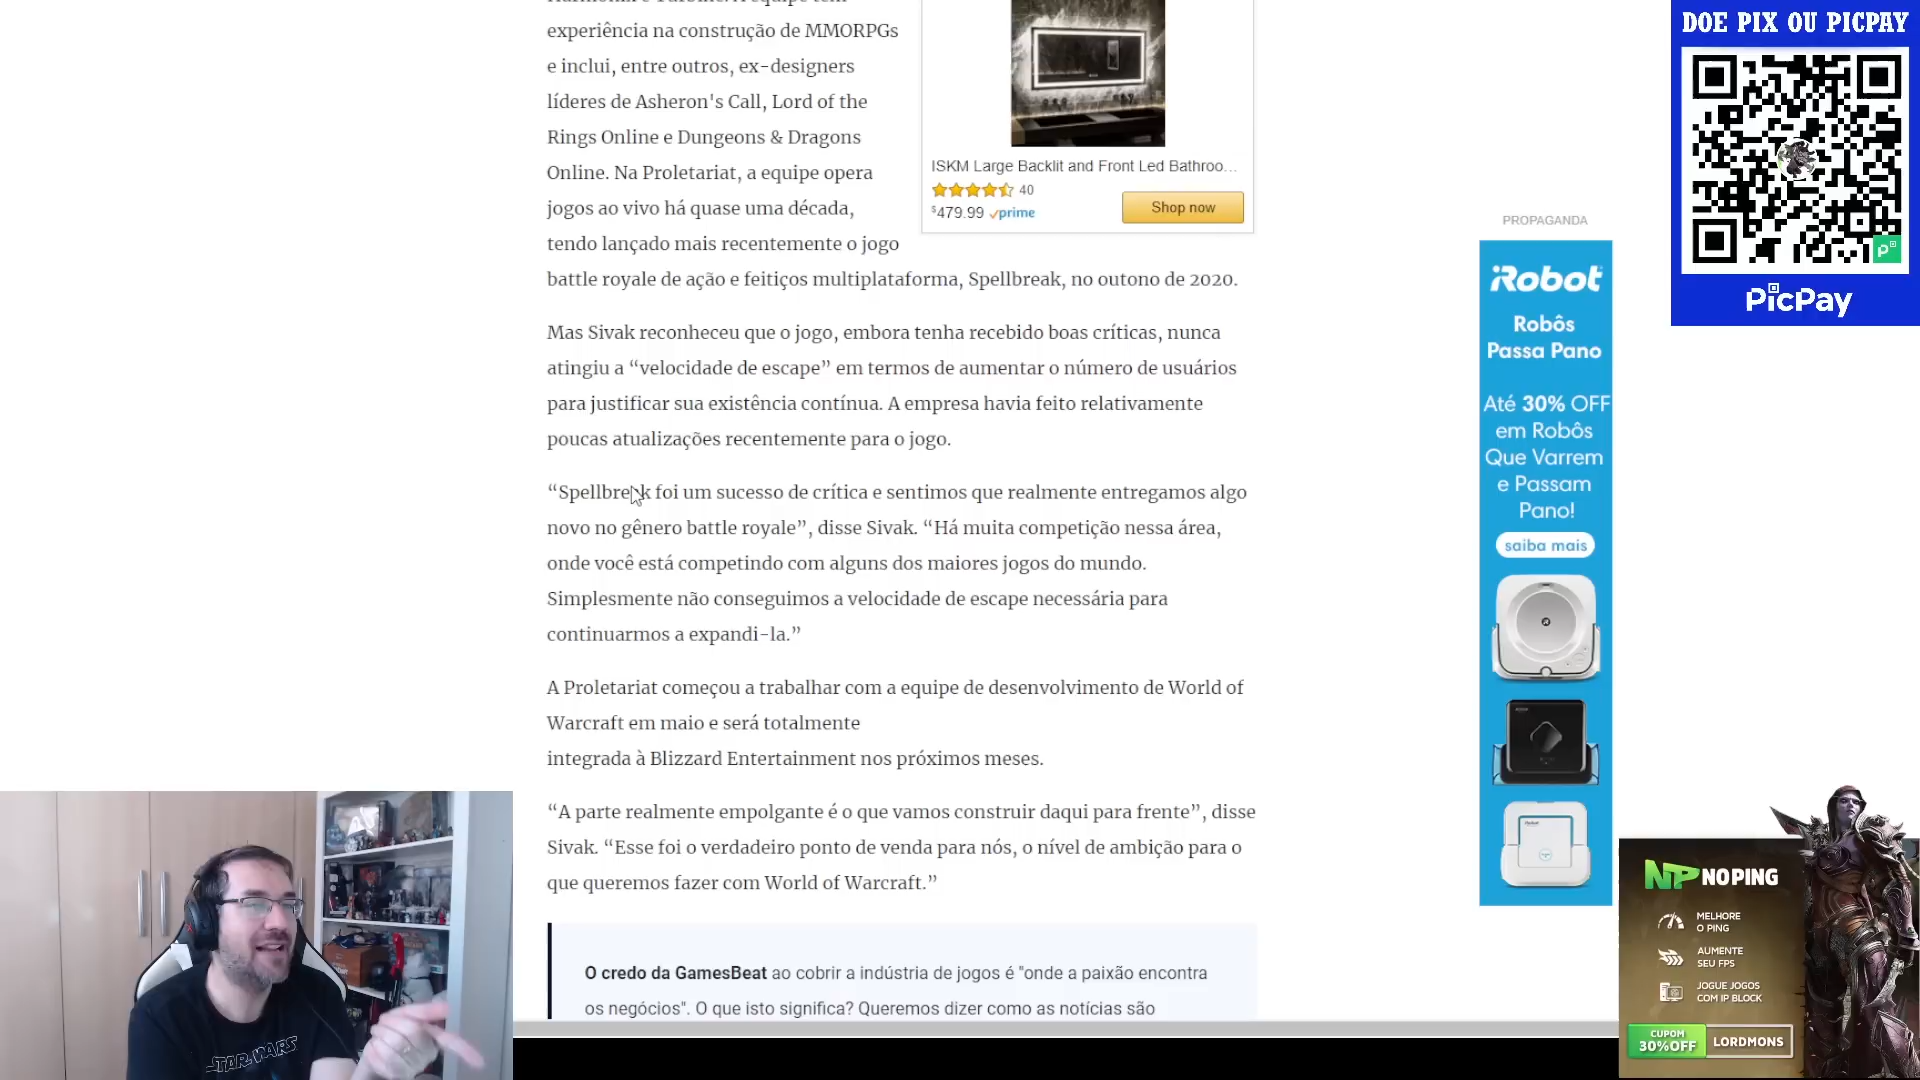 experiência na construção de MMORPGs
e inclui, entre outros, ex-designers
líderes de Asheron's Call, Lord of the
Rings Online e Dungeons & Dragons
Online. Na Proletariat, a equipe opera
jogos ao vivo há quase uma década,
tendo lançado mais recentemente o jogo
batle royale de ação e feitiços multiplataforma, Spellbreak, no outono de 2020.
Mas Sivak reconheceu que o jogo, embora tenha recebido boas críticas, nunca
atingiu a “velocidade de escape” em termos de aumentar o número de usuários
para justificar sua existência contínua. A empresa havia feito relativamente
poucas atualizações recentemente para o jogo.
“Spellbreak foi um sucesso de crítica e sentimos que realmente entregamos algo
novo no gênero battle royale”, disse Sivak. “Há muita competição nessa área,
onde você está competindo com alguns dos maiores jogos do mundo.
Simplesmente não conseguimos a velocidade de escape necessária para
continuarmos a expandi-la.”
A Proletariat começou a trabalhar com a equipe de desenvolvimento de World of
Warcraft em maio e será totalmente
integrada à Blizzard Entertainment nos próximos meses.
“A parte realmente empolgante é o que vamos construir daqui para frente”, disse
Sivak. “Esse foi o verdadeiro ponto de venda para nós, o nível de ambição para o
que queremos fazer com World of Warcraft.”
O credo da GamesBeat ao cobrir a indústria de jogos é "onde a paixão encontra
os negócios". O que isto significa? Queremos dizer como as notícias são
ISKM Large Backlit and Front Led Bathroo...
40
$479.99 prime
Shop now
PROPAGANDA
iRobot
Robôs
Passa Pano
Até 30% OFF
em Robôs
Que Varrem
e Passam
Pano!
saiba mais
DOE PIX OU PICPAY
PicPay
STAR WARS
NP NOPING
MELHORE
O PING
AUMENTE
SEU FPS
JOGUE JOGOS
COM IP BLOCK
CUPOM
30%OFF
LORDMONS